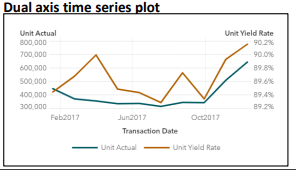 Dual axis time series plot
Unit Actual Unit Yield Rate
800,000 90.2%
700,000 90.0%
600,000 89.8%
500,000 89.6%
400,000 89.4%
300,000 89.2%
Feb2017 Jun2017 Oct2017
Transaction Date
Unit Actual Unit Yield Rate